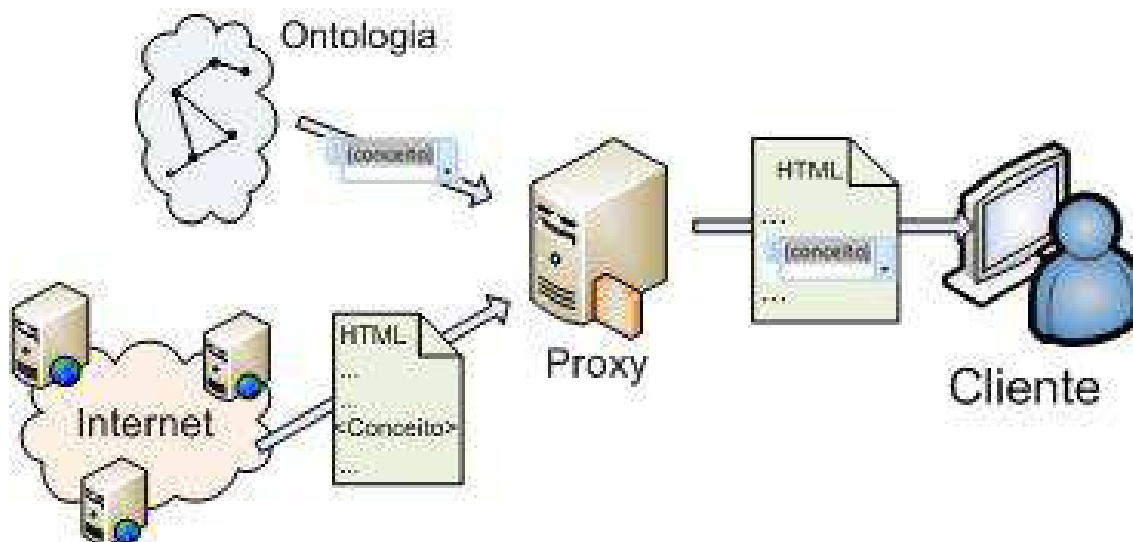 Ontologia
(conceito)
HTML
...
(conceito)
...
Proxy
Cliente
Internet
HTML
...
...
<Conceito>
...